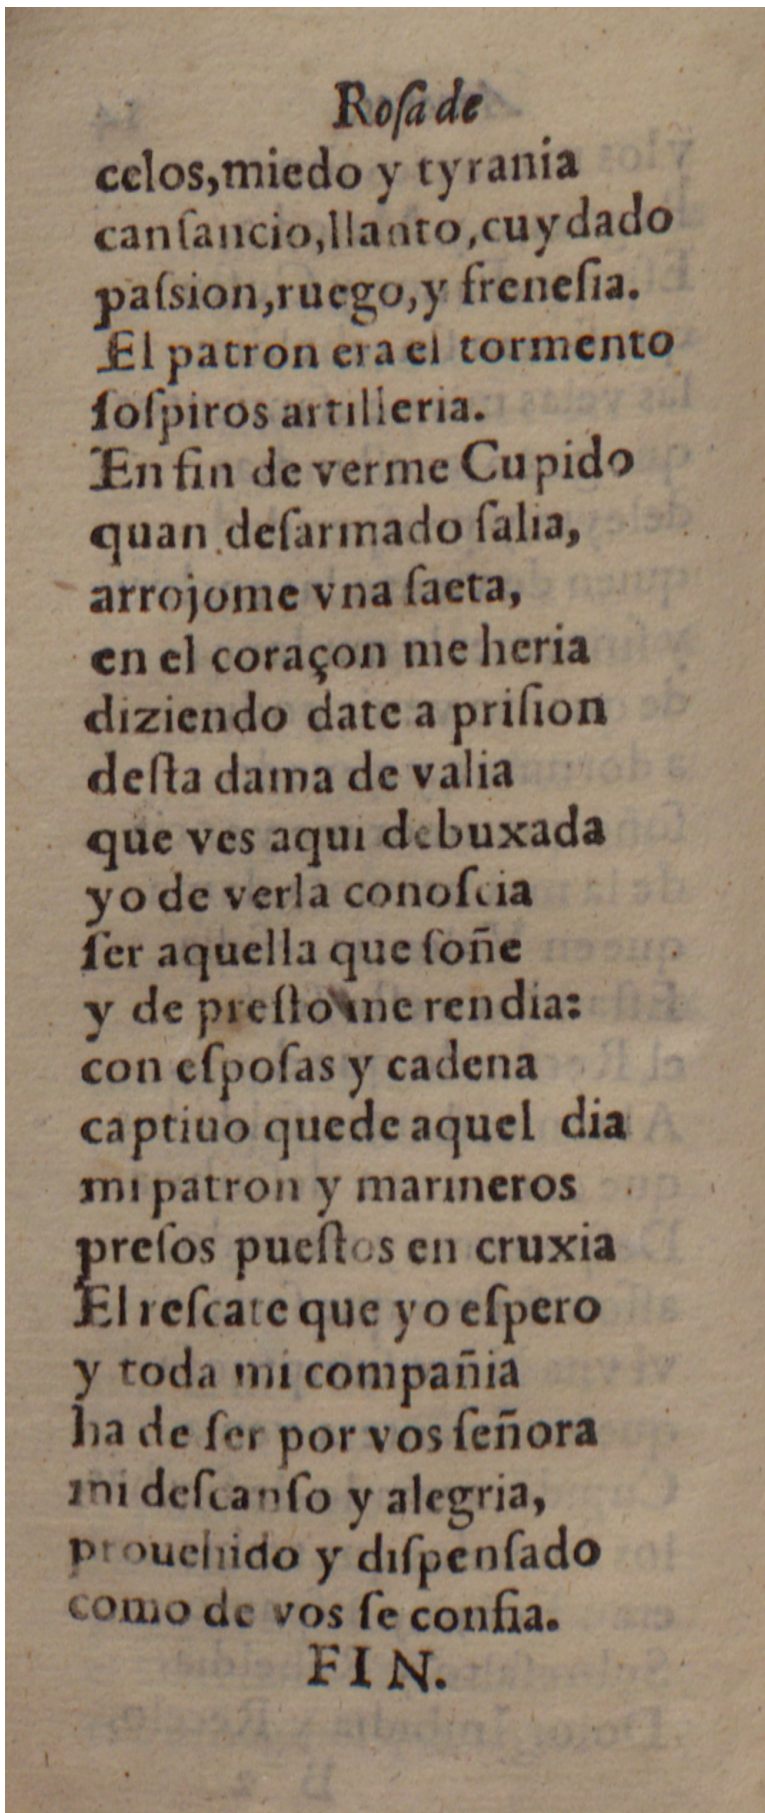 Roſa de
celos,miedo y tyrania
canſancio,llanto,cuydado
paſsion,ruego,y freneſia.
El patron era el tormento
ſoſpiros artilleria.
En fin de verme Cupido
quan deſarmado ſalia,
arrojome vna ſaeta,
en el coraçon me heria
diziendo date a priſion
deſta dama de valia
que ves aqui debuxada
yo de verla conoſcia
ſer aquella que ſoñe
y de preſto me rendia:
con eſpoſas y cadena
captiuo quede aquel dia
mi patron y marineros
preſos pueſtos en cruxia
El reſcate que yo eſpero
y toda mi compañia
ha de ſer por vos ſeñora
mi deſcanſo y alegria,
prouehido y diſpenſado
como de vos ſe confia.
FIN.